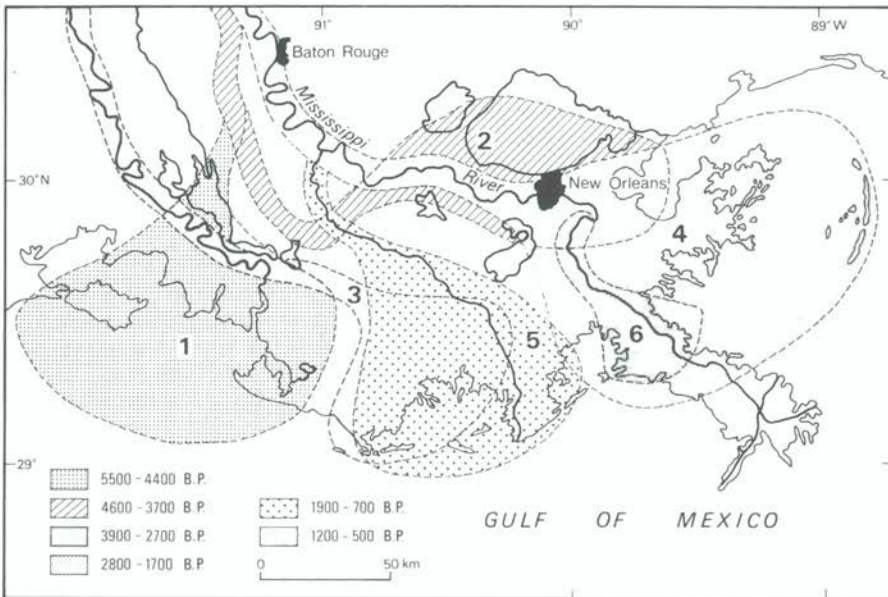 91° 90° 89° W
Baton Rouge
Mississippi
2
River
30°N
New Orleans
4
3
1
5
6
29°
5500 - 4400 B.P.
4600 - 3700 B.P.
3900 - 2700 B.P.
2800 - 1700 B.P.
1900 - 700 B.P.
1200 - 500 B.P.
0 50 km
GULF OF MEXICO